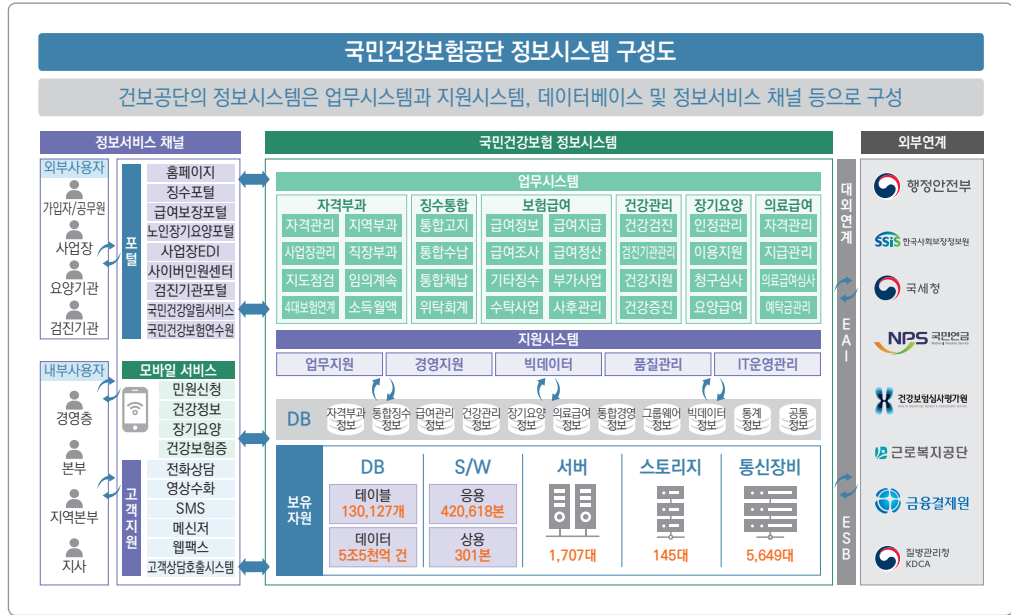 국민건강보험공단 정보시스템 구성도
건보공단의 정보시스템은 업무시스템과 지원시스템, 데이터베이스 및 정보서비스 채널 등으로 구성
정보서비스 채널
외부사용자
가입자/공무원
사업장
요양기관
검진기관
포털
홈페이지
징수포털
급여보장포털
노인장기요양포털
사업장EDI
사이버민원센터
검진기관포털
국민건강알림서비스
국민건강보험연수원
내부사용자
경영층
본부
지역본부
지사
모바일 서비스
민원신청
건강정보
장기요양
건강보험증
고객지원
전화상담
영상수화
SMS
메신저
웹팩스
고객상담호출시스템
국민건강보험 정보시스템
업무시스템
자격부과
자격관리 지역부과
사업장관리 직장부과
지도점검 임의계속
4대보험연계 소득월액
징수통합
통합고지
통합수납
통합체납
위탁회계
보험급여
급여정보 급여지급
급여조사 급여정산
기타징수 부가사업
수탁사업 사후관리
건강관리
건강검진
검진기관관리
건강지원
건강증진
장기요양
인정관리
이용지원
청구심사
요양급여
의료급여
자격관리
지급관리
의료급여심사
예탁금관리
지원시스템
업무지원 경영지원 빅데이터 품질관리 IT운영관리
DB
자격부과 정보
통합징수 정보
급여관리 정보
건강관리 정보
장기요양 정보
의료급여 정보
통합경영 정보
그룹웨어 정보
빅데이터 정보
통계 정보
공통 정보
보유자원
DB
테이블
130,127개
데이터
5조5천억 건
S/W
응용
420,618본
상용
301본
서버
1,707대
스토리지
145대
통신장비
5,649대
대외연계
EAI
ESB
외부연계
행정안전부
SSiS 한국사회보장정보원
국세청
NPS 국민연금
건강보험심사평가원
근로복지공단
금융결제원
질병관리청
KDCA